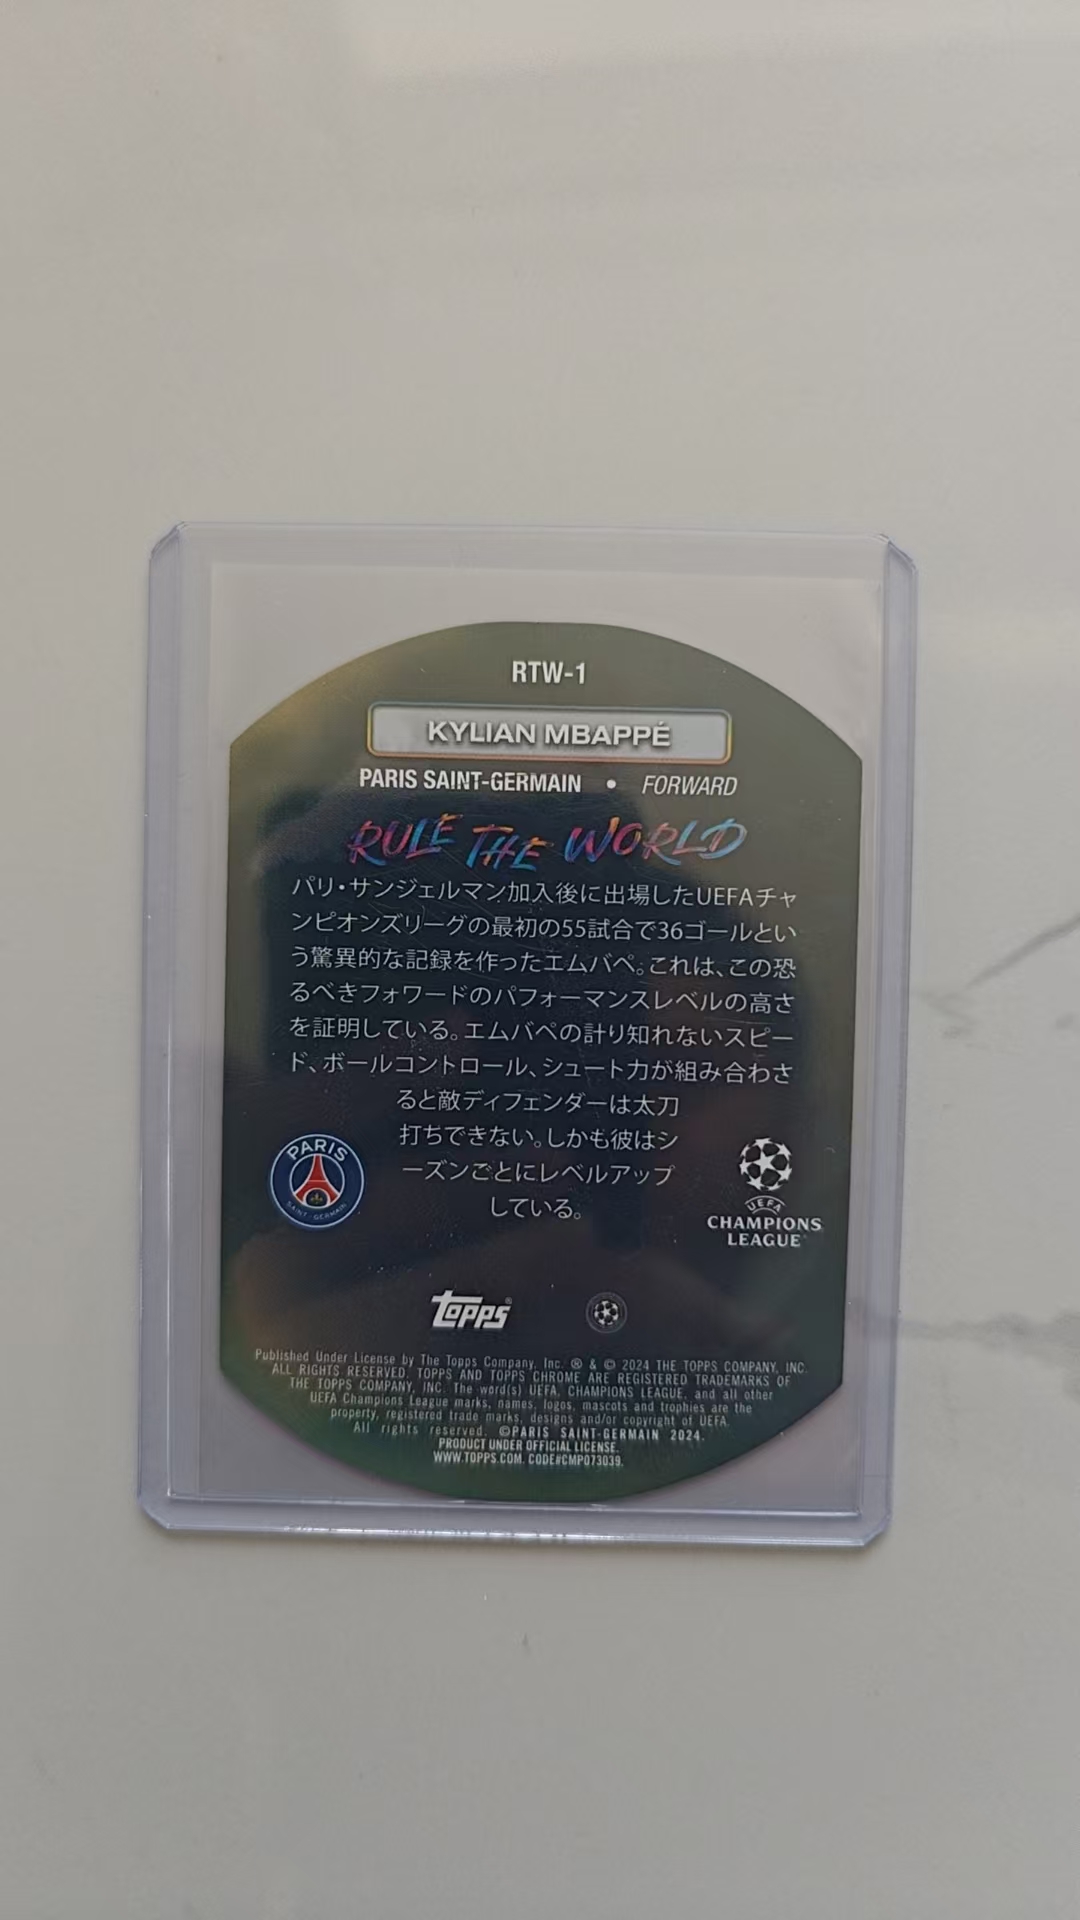 RTW-1
KYLIAN MBAPPÉ
PARIS SAINT-GERMAIN • FORWARD
RULE THE WORLD
パリ・サンジェルマン加入後に出場したUEFAチャ
ンピオンズリーグの最初の55試合で36ゴールとい
う驚異的な記録を作ったエムバペ。これは、この恐
るべきフォワードのパフォーマンスレベルの高さ
を証明している。エムバペの計り知れないスピー
ド、ボールコントロール、シュート力が組み合わさ
ると敵ディフェンダーは太刀
打ちできない。しかも彼はシ
ーズンごとにレベルアップ
している。
PARIS
SAINT-GERMAIN
UEFA
CHAMPIONS
LEAGUE
topps®
Published Under License by The Topps Company, Inc. ® & © 2024 THE TOPPS COMPANY, INC.
ALL RIGHTS RESERVED. TOPPS AND TOPPS CHROME ARE REGISTERED TRADEMARKS OF
THE TOPPS COMPANY, INC. The word(s) UEFA, CHAMPIONS LEAGUE, and all other
UEFA Champions League marks, names, logos, mascots and trophies are the
property, registered trade marks, designs and/or copyright of UEFA.
All rights reserved. ©PARIS SAINT-GERMAIN 2024.
PRODUCT UNDER OFFICIAL LICENSE.
WWW.TOPPS.COM. CODE#CMP073039.